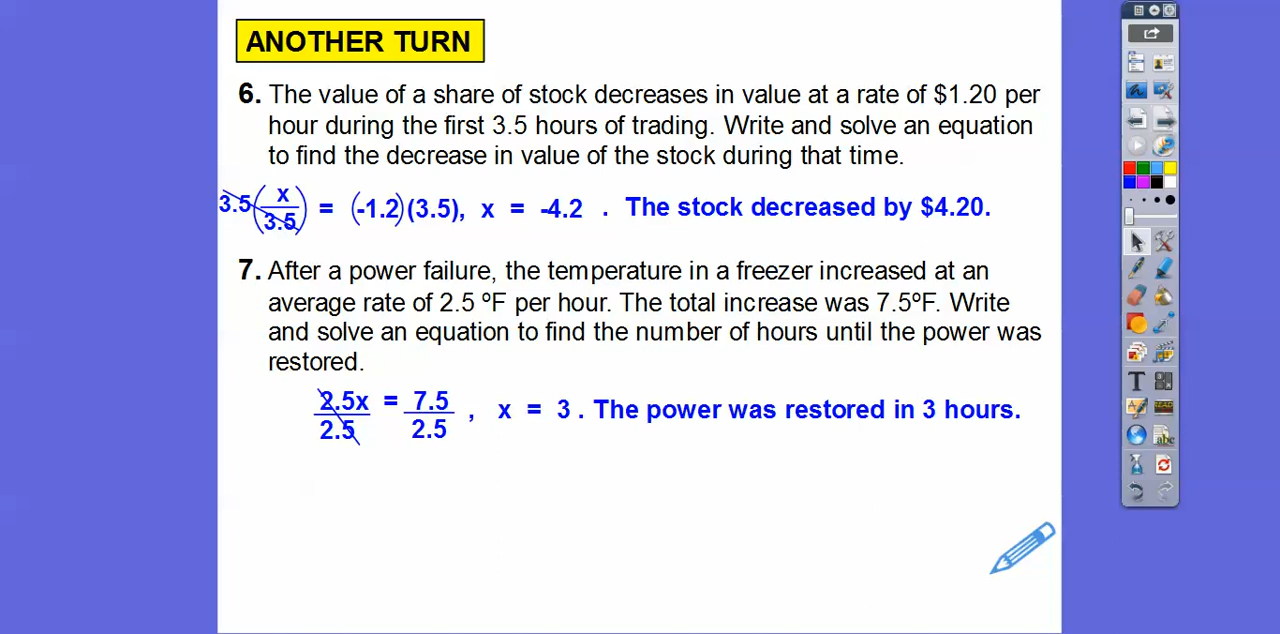 ANOTHER TURN
6. The value of a share of stock decreases in value at a rate of $1.20 per
hour during the first 3.5 hours of trading. Write and solve an equation
to find the decrease in value of the stock during that time.
3.5(x/3.5) = (-1.2)(3.5), x = -4.2 . The stock decreased by $4.20.
7. After a power failure, the temperature in a freezer increased at an
average rate of 2.5 ºF per hour. The total increase was 7.5ºF. Write
and solve an equation to find the number of hours until the power was
restored.
2.5x/2.5 = 7.5/2.5 , x = 3 . The power was restored in 3 hours.
T
abc